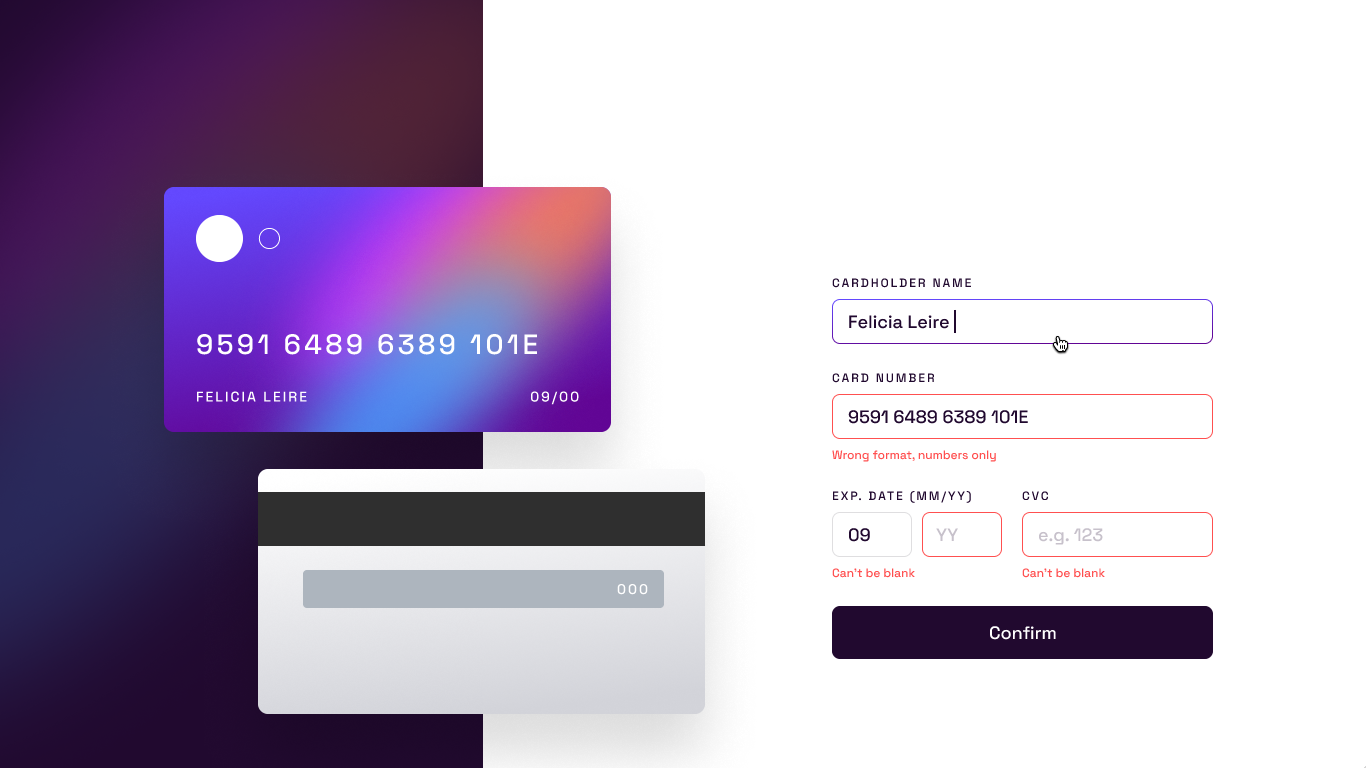 9591 6489 6389 101E
FELICIA LEIRE 09/00
000
CARDHOLDER NAME
Felicia Leire
CARD NUMBER
9591 6489 6389 101E
Wrong format, numbers only
EXP. DATE (MM/YY) CVC
09 YY e.g. 123
Can't be blank Can't be blank
Confirm